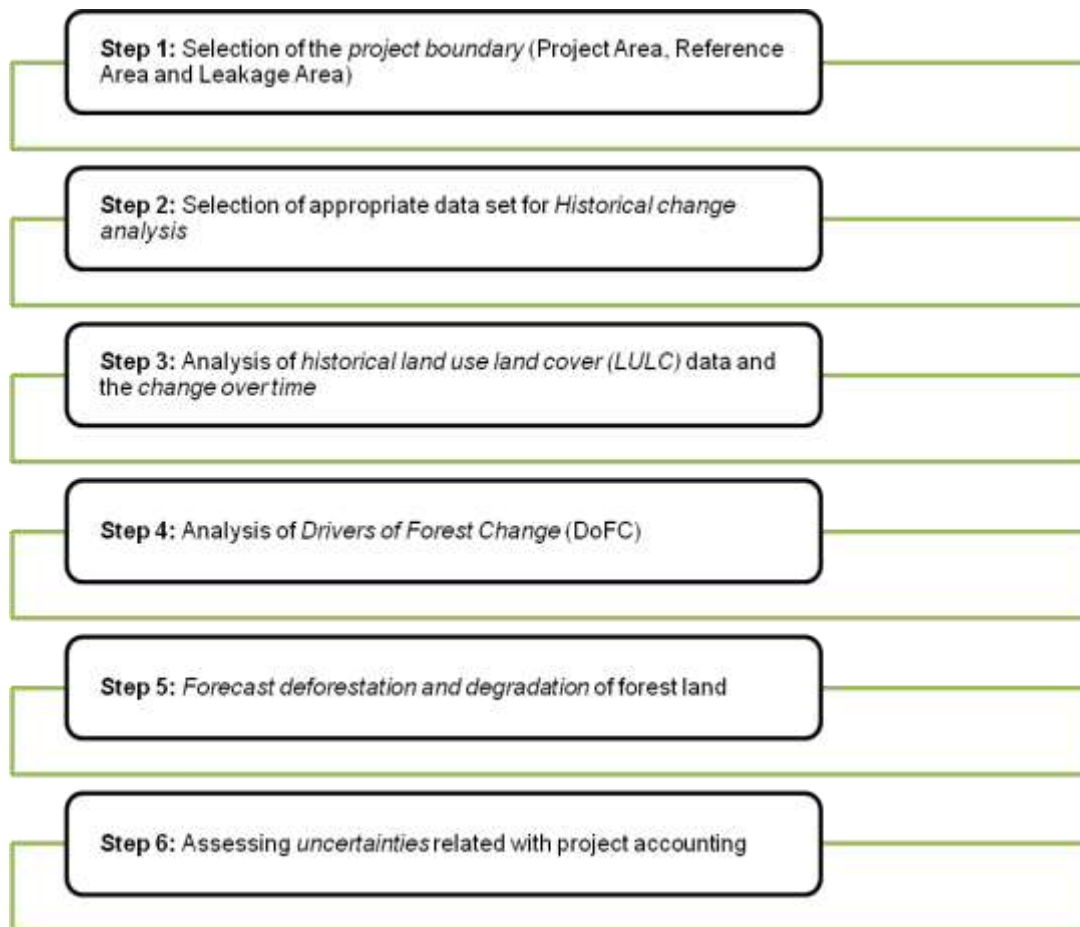 Step 1: Selection of the project boundary (Project Area, Reference
Area and Leakage Area)
Step 2: Selection of appropriate data set for Historical change
analysis
Step 3: Analysis of historical land use land cover (LULC) data and
the change over time
Step 4: Analysis of Drivers of Forest Change (DoFC)
Step 5: Forecast deforestation and degradation of forest land
Step 6: Assessing uncertainties related with project accounting